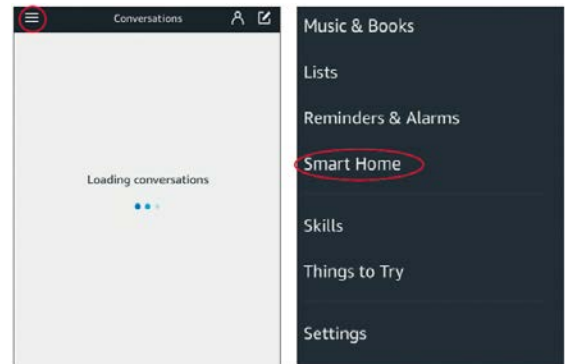 Conversations
Loading conversations
Music & Books
Lists
Reminders & Alarms
Smart Home
Skills
Things to Try
Settings